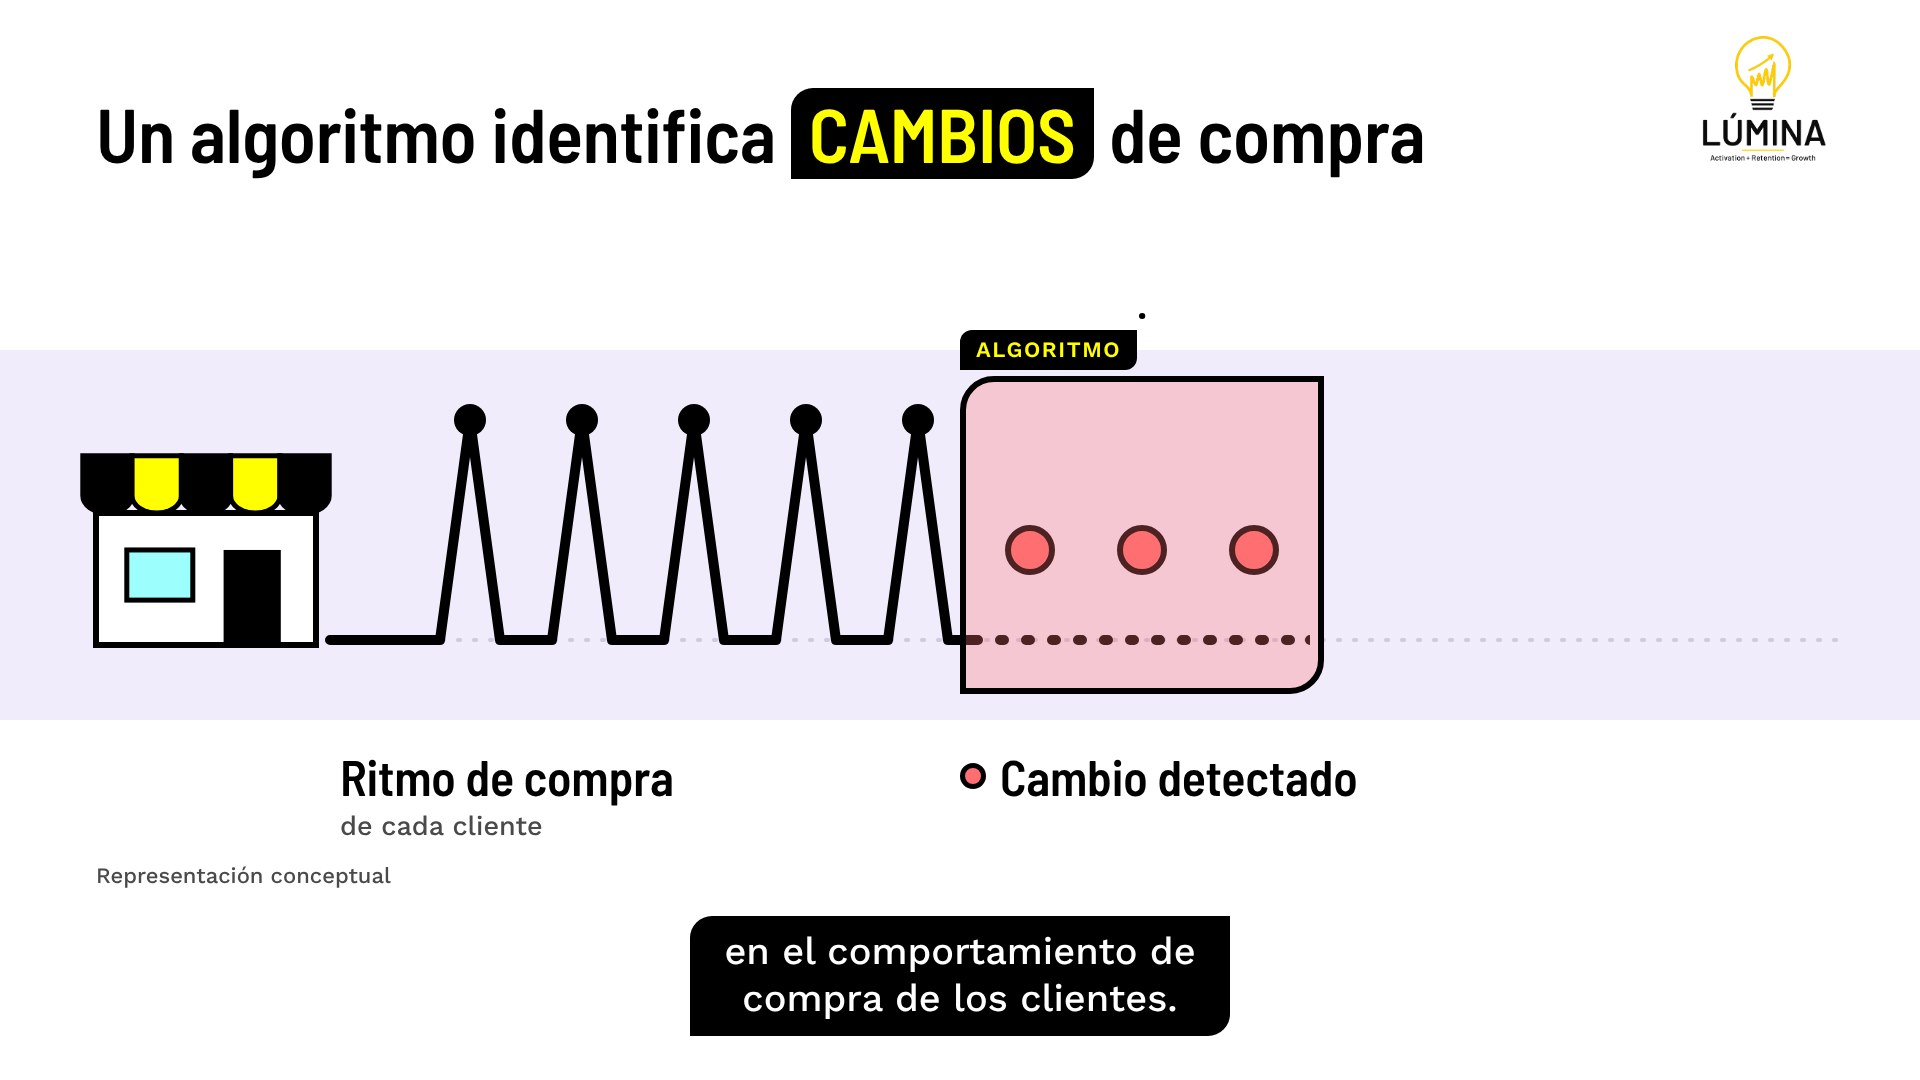 Un algoritmo identifica CAMBIOS de compra
LÚMINA
Activation + Retention = Growth
ALGORITMO
Ritmo de compra
de cada cliente
Cambio detectado
Representación conceptual
en el comportamiento de
compra de los clientes.